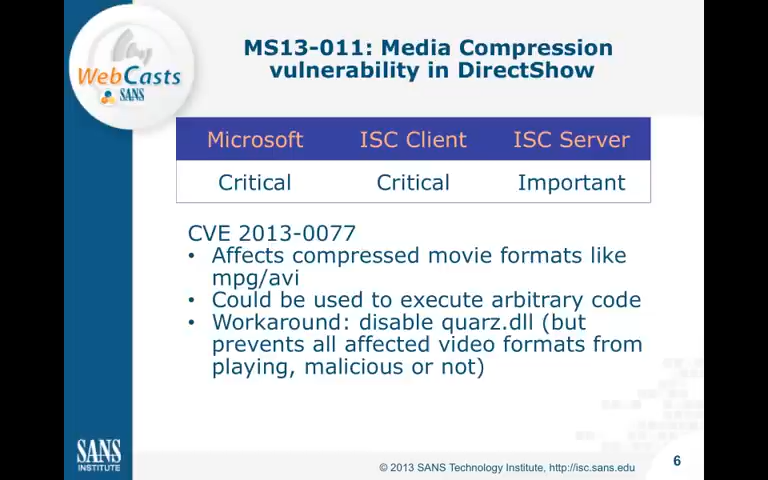 WebCasts
SANS
MS13-011: Media Compression
vulnerability in DirectShow
Microsoft ISC Client ISC Server
Critical Critical Important
CVE 2013-0077
• Affects compressed movie formats like
mpg/avi
• Could be used to execute arbitrary code
• Workaround: disable quarz.dll (but
prevents all affected video formats from
playing, malicious or not)
SANS
INSTITUTE
© 2013 SANS Technology Institute, http://isc.sans.edu
6